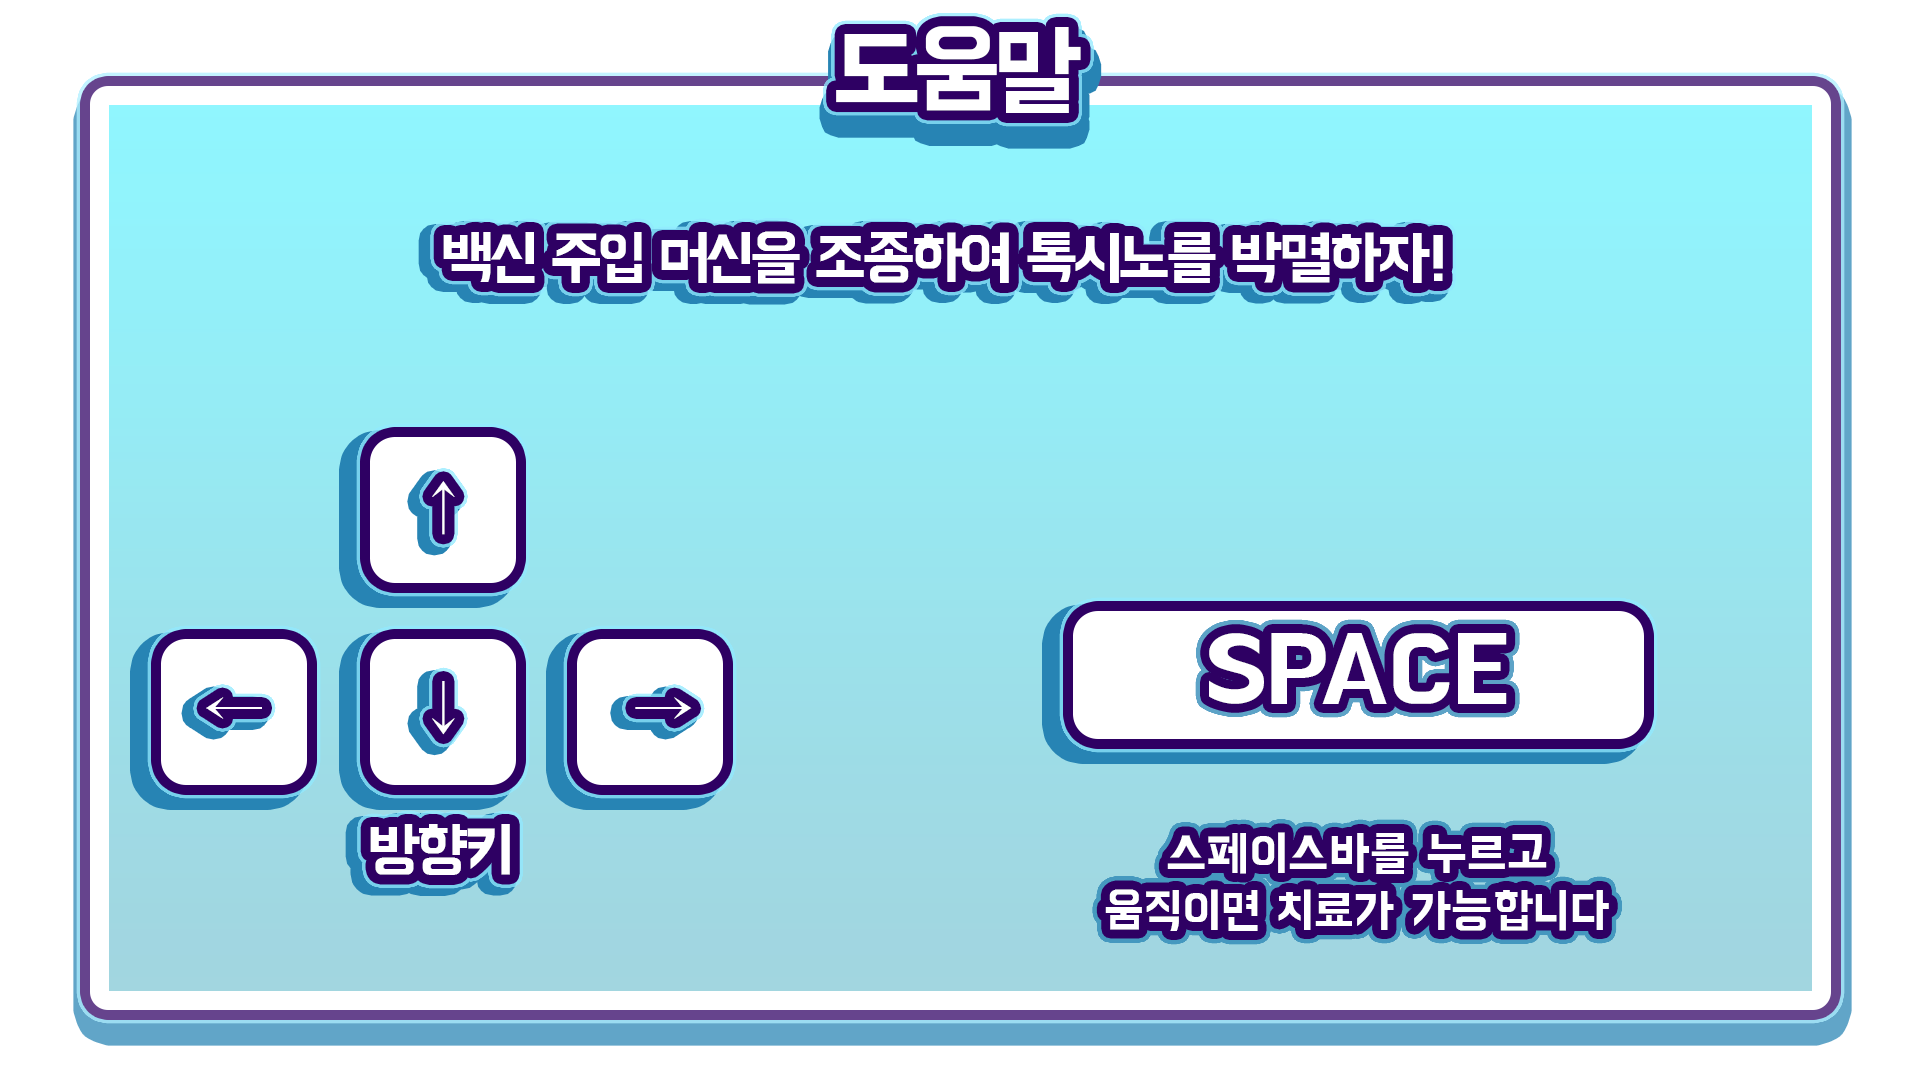 도움말
백신 주입 머신을 조종하여 톡시노를 박멸하자!
↑
← ↓ →
SPACE
방향키
스페이스바를 누르고
움직이면 치료가 가능합니다